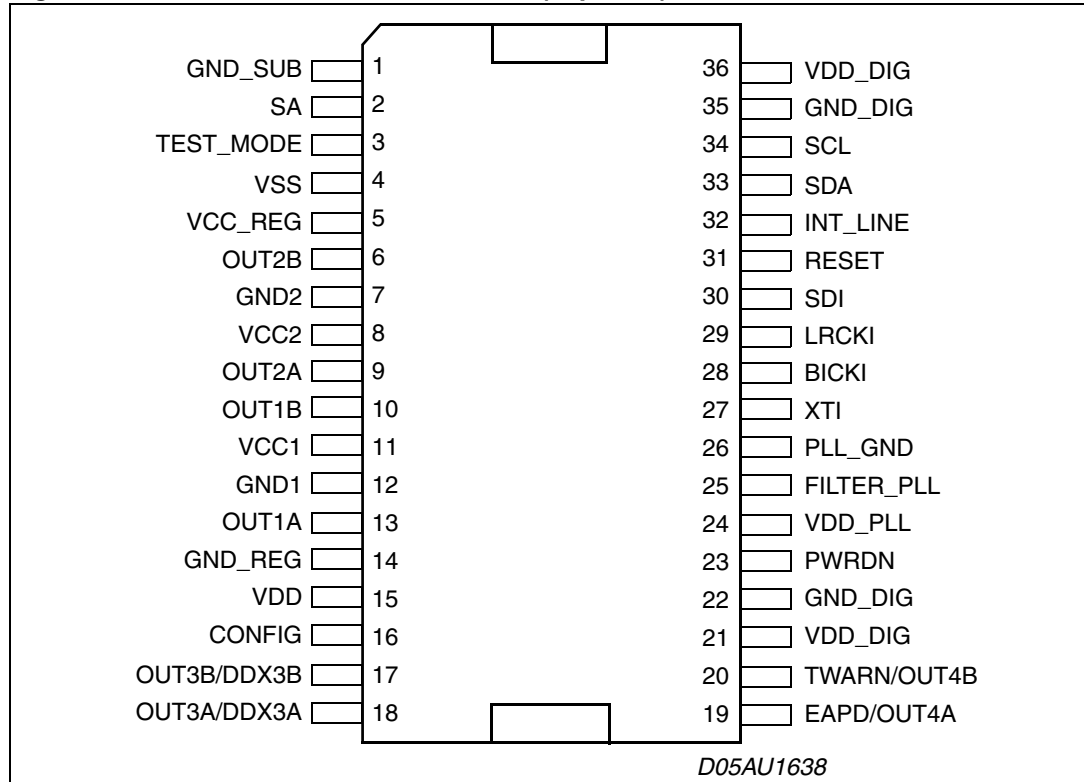 GND_SUB 1 36 VDD_DIG
SA 2 35 GND_DIG
TEST_MODE 3 34 SCL
VSS 4 33 SDA
VCC_REG 5 32 INT_LINE
OUT2B 6 31 RESET
GND2 7 30 SDI
VCC2 8 29 LRCKI
OUT2A 9 28 BICKI
OUT1B 10 27 XTI
VCC1 11 26 PLL_GND
GND1 12 25 FILTER_PLL
OUT1A 13 24 VDD_PLL
GND_REG 14 23 PWRDN
VDD 15 22 GND_DIG
CONFIG 16 21 VDD_DIG
OUT3B/DDX3B 17 20 TWARN/OUT4B
OUT3A/DDX3A 18 19 EAPD/OUT4A
D05AU1638